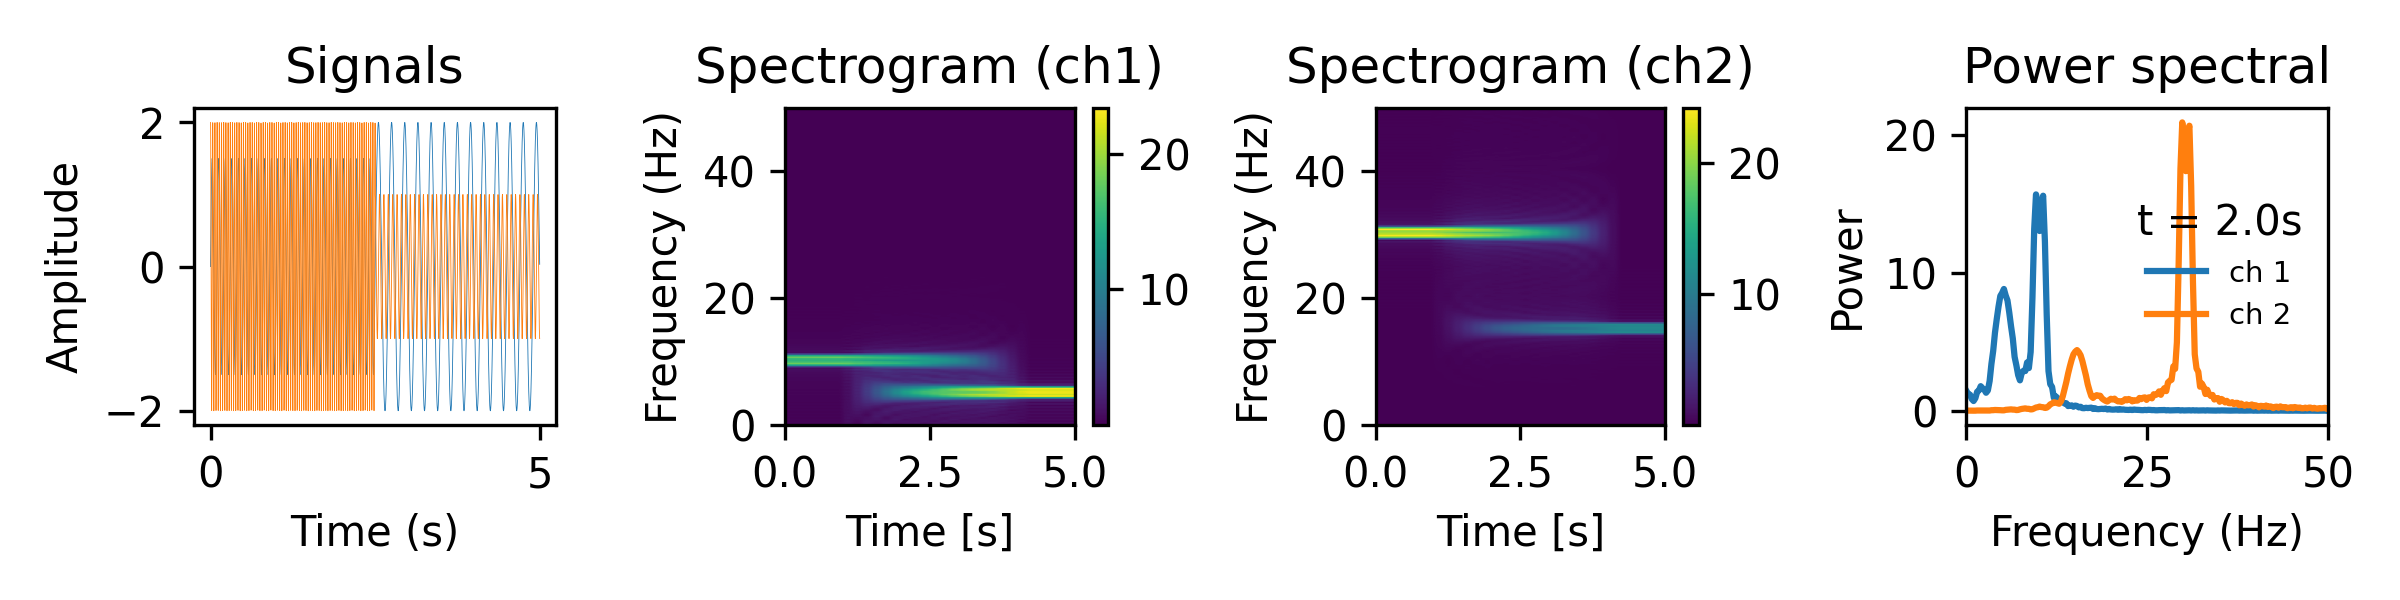 Signals
Amplitude
2
0
−2
0
5
Time (s)
Spectrogram (ch1)
Frequency (Hz)
40
20
0
0.0
2.5
5.0
Time [s]
20
10
Spectrogram (ch2)
Frequency (Hz)
40
20
0
0.0
2.5
5.0
Time [s]
20
10
Power spectral
Power
20
10
0
t = 2.0s
ch 1
ch 2
0
25
50
Frequency (Hz)